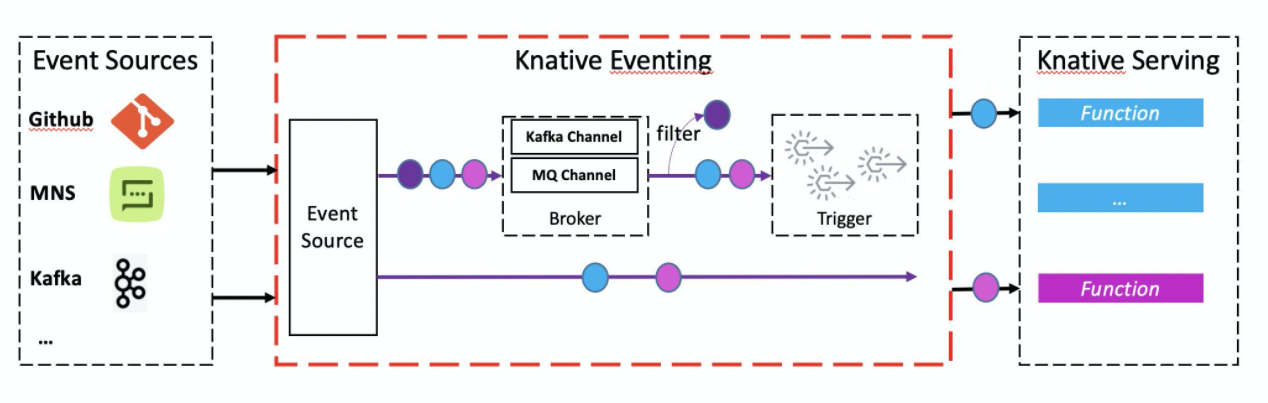 Event Sources
Github
MNS
Kafka
...
Knative Eventing
Event
Source
Kafka Channel
MQ Channel
Broker
filter
Trigger
Knative Serving
Function
...
Function